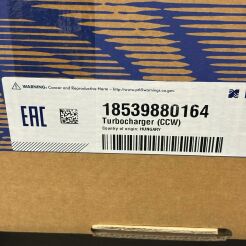 WARNING: Cancer and Reproductive Harm - http://www.p65warnings.ca.gov
EAC
18539880164
Turbocharger (CCW)
Country of origin: HUNGARY